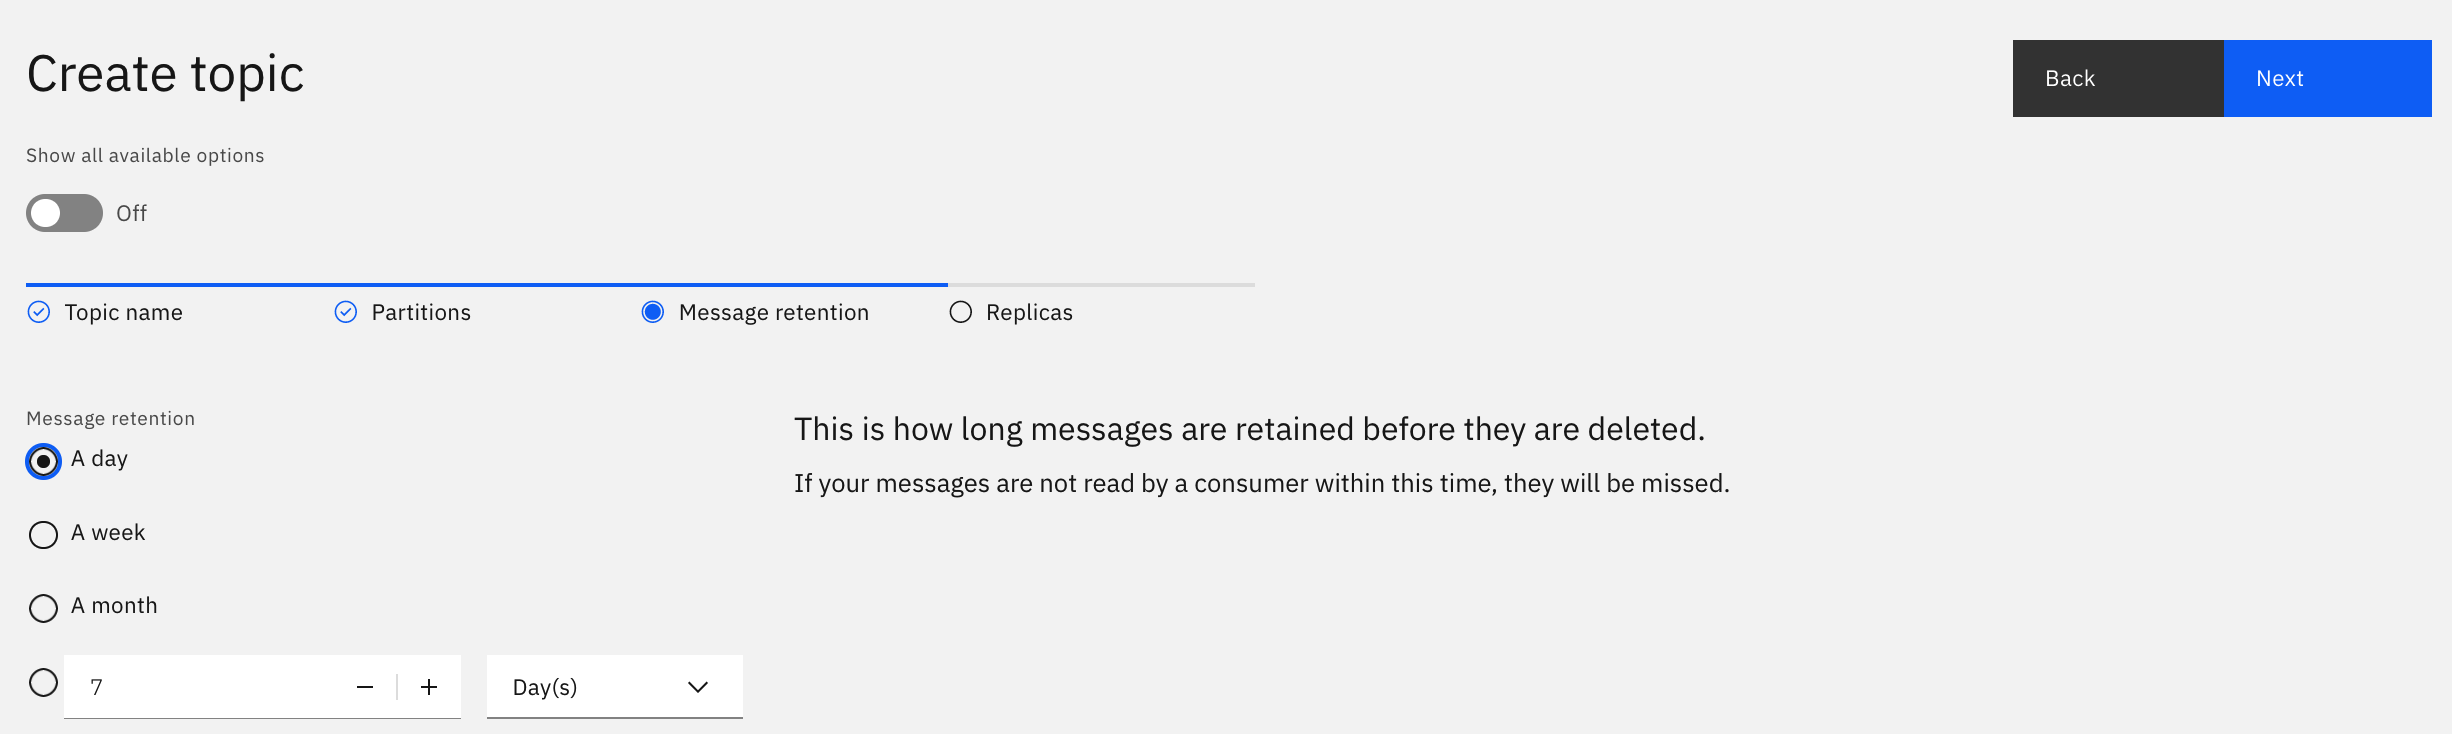 Create topic
Back
Next
Show all available options
Off
Topic name
Partitions
Message retention
Replicas
Message retention
A day
A week
A month
7
Day(s)
This is how long messages are retained before they are deleted.
If your messages are not read by a consumer within this time, they will be missed.